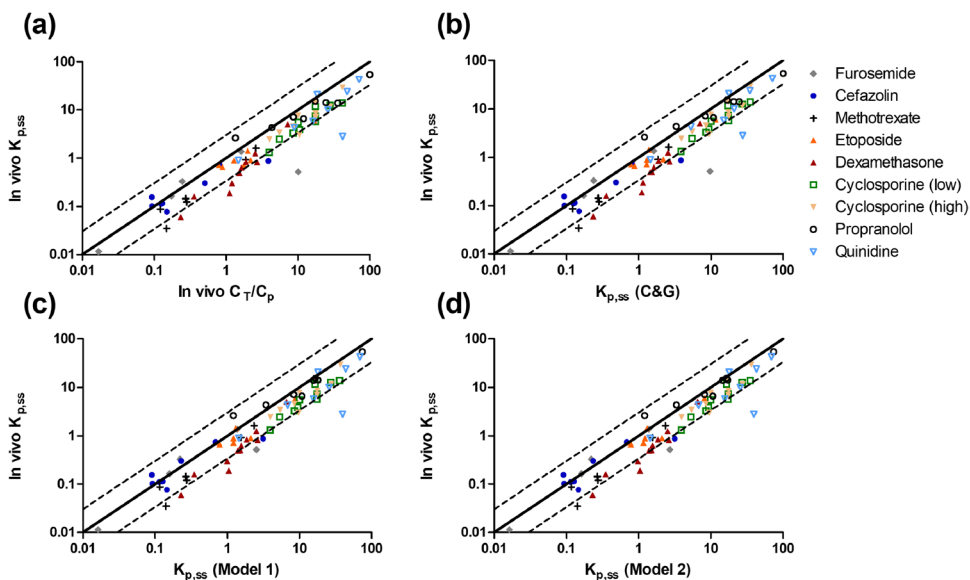 (a)
In vivo K_p,ss
100
10
1
0.1
0.01
0.01 0.1 1 10 100
In vivo C_T/C_p
(b)
In vivo K_p,ss
100
10
1
0.1
0.01
0.01 0.1 1 10 100
K_p,ss (C&G)
Furosemide
Cefazolin
Methotrexate
Etoposide
Dexamethasone
Cyclosporine (low)
Cyclosporine (high)
Propranolol
Quinidine
(c)
In vivo K_p,ss
100
10
1
0.1
0.01
0.01 0.1 1 10 100
K_p,ss (Model 1)
(d)
In vivo K_p,ss
100
10
1
0.1
0.01
0.01 0.1 1 10 100
K_p,ss (Model 2)